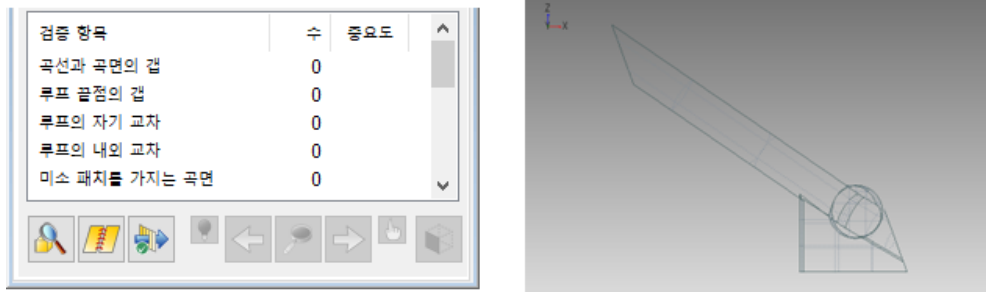 검증 항목 수 중요도
곡선과 곡면의 갭 0
루프 끝점의 갭 0
루프의 자기 교차 0
루프의 내외 교차 0
미소 패치를 가지는 곡면 0
Z
Y X